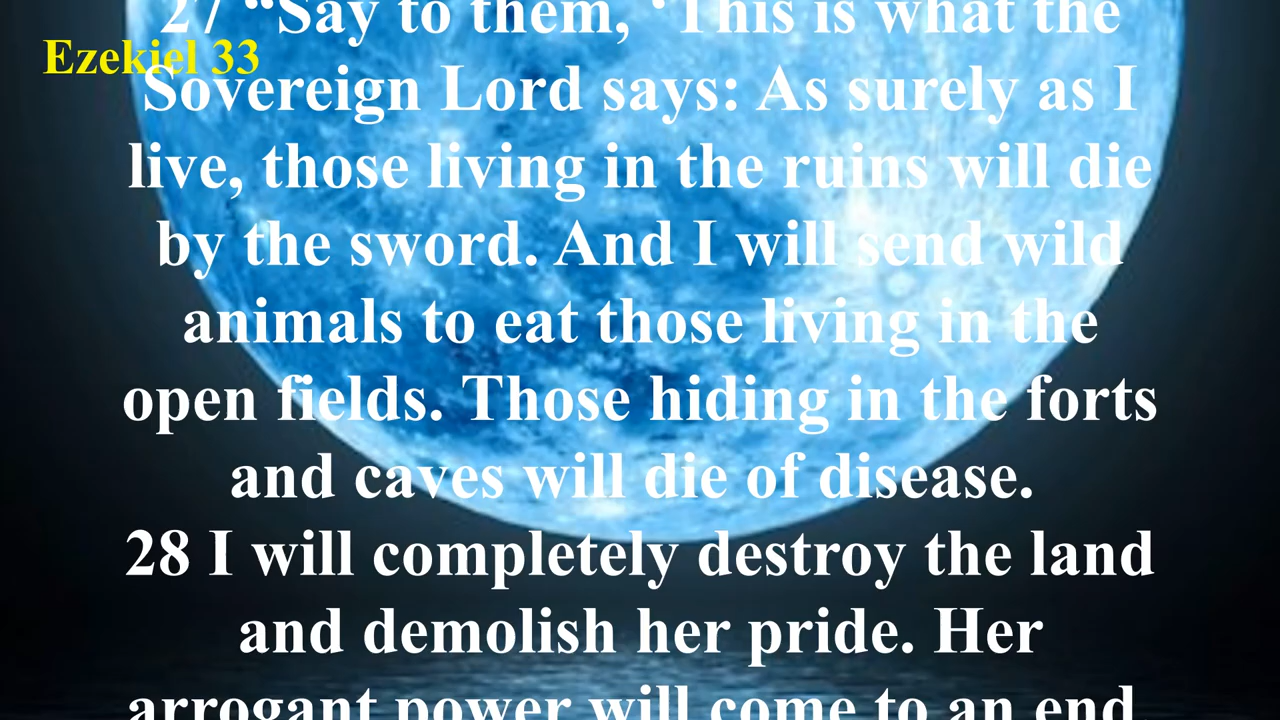 27 “Say to them, ‘This is what the
Ezekiel 33
Sovereign Lord says: As surely as I
live, those living in the ruins will die
by the sword. And I will send wild
animals to eat those living in the
open fields. Those hiding in the forts
and caves will die of disease.
28 I will completely destroy the land
and demolish her pride. Her
arrogant power will come to an end